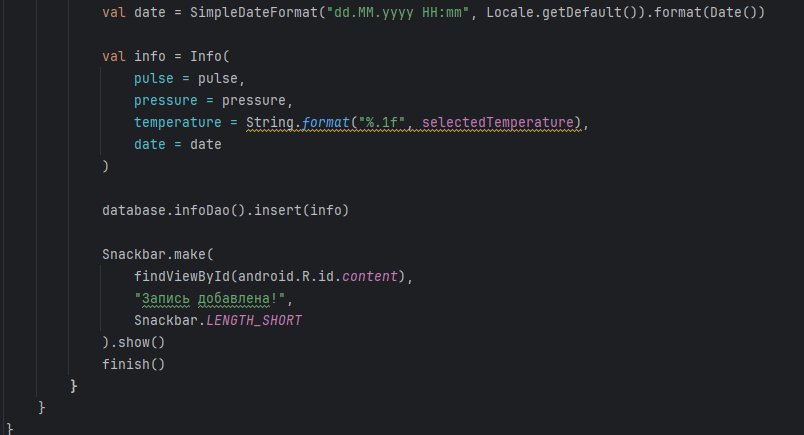 val date = SimpleDateFormat("dd.MM.yyyy HH:mm", Locale.getDefault()).format(Date())
val info = Info(
pulse = pulse,
pressure = pressure,
temperature = String.format("%.1f", selectedTemperature),
date = date
)
database.infoDao().insert(info)
Snackbar.make(
findViewById(android.R.id.content),
"Запись добавлена!",
Snackbar.LENGTH_SHORT
).show()
finish()
}
}
}